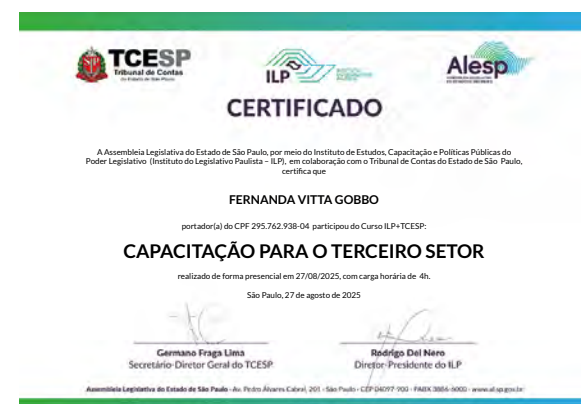 TCESP
Tribunal de Contas
do Estado de São Paulo
ILP
Alesp
CERTIFICADO
A Assembleia Legislativa do Estado de São Paulo, por meio do Instituto de Estudos, Capacitação e Políticas Públicas do
Poder Legislativo (Instituto do Legislativo Paulista – ILP), em colaboração com o Tribunal de Contas do Estado de São Paulo,
certifica que
FERNANDA VITTA GOBBO
portador(a) do CPF 295.762.938-04 participou do Curso ILP+TCESP:
CAPACITAÇÃO PARA O TERCEIRO SETOR
realizado de forma presencial em 27/08/2025, com carga horária de 4h.
São Paulo, 27 de agosto de 2025
Germano Fraga Lima
Secretário-Diretor Geral do TCESP
Rodrigo Del Nero
Diretor-Presidente do ILP
Assembleia Legislativa do Estado de São Paulo - Av. Pedro Álvares Cabral, 201 - São Paulo - CEP 04097-900 - PABX 3886-6000 - www.al.sp.gov.br